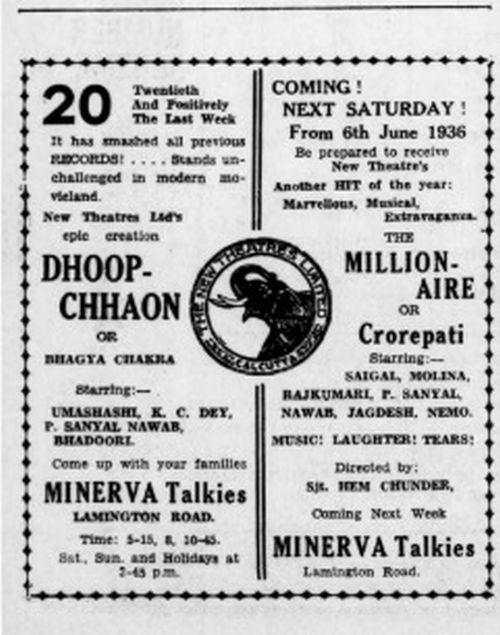 20
Twentieth
And Positively
The Last Week
It has smashed all previous
RECORDS! . . . . Stands un-
challenged in modern mo-
vieland.
New Theatres Ltd's
epic creation
DHOOP-
CHHAON
OR
BHAGYA CHAKRA
Starring:—
UMASHASHI, K. C. DEY,
P. SANYAL NAWAB,
BHADOORI.
Come up with your families
MINERVA Talkies
LAMINGTON ROAD.
Time: 5-15, 8, 10-45.
Sat., Sun. and Holidays at
2-45 p.m.
THE NEW THEATRES LIMITED
CALCUTTA
COMING!
NEXT SATURDAY!
From 6th June 1936
Be prepared to receive
New Theatre's
Another HIT of the year:
Marvellous, Musical,
Extravaganza.
THE
MILLION-
AIRE
OR
Crorepati
Starring:—
SAIGAL, MOLINA,
RAJKUMARI, P. SANYAL,
NAWAB, JAGDESH, NEMO.
MUSIC! LAUGHTER! TEARS!
Directed by:
Sjt. HEM CHUNDER,
Coming Next Week
MINERVA Talkies
Lamington Road.